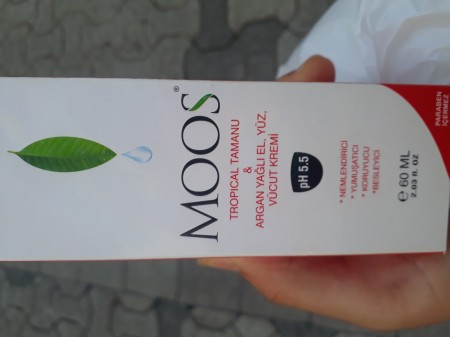 MOOS®
TROPICAL TAMANU
&
ARGAN YAĞLI EL, YÜZ,
VÜCUT KREMİ
pH 5.5
* NEMLENDİRİCİ
* YUMUŞATICI
* KORUYUCU
*BESLEYİCİ
℮ 60 ML
2.03 fl. OZ
PARABEN
İÇERMEZ